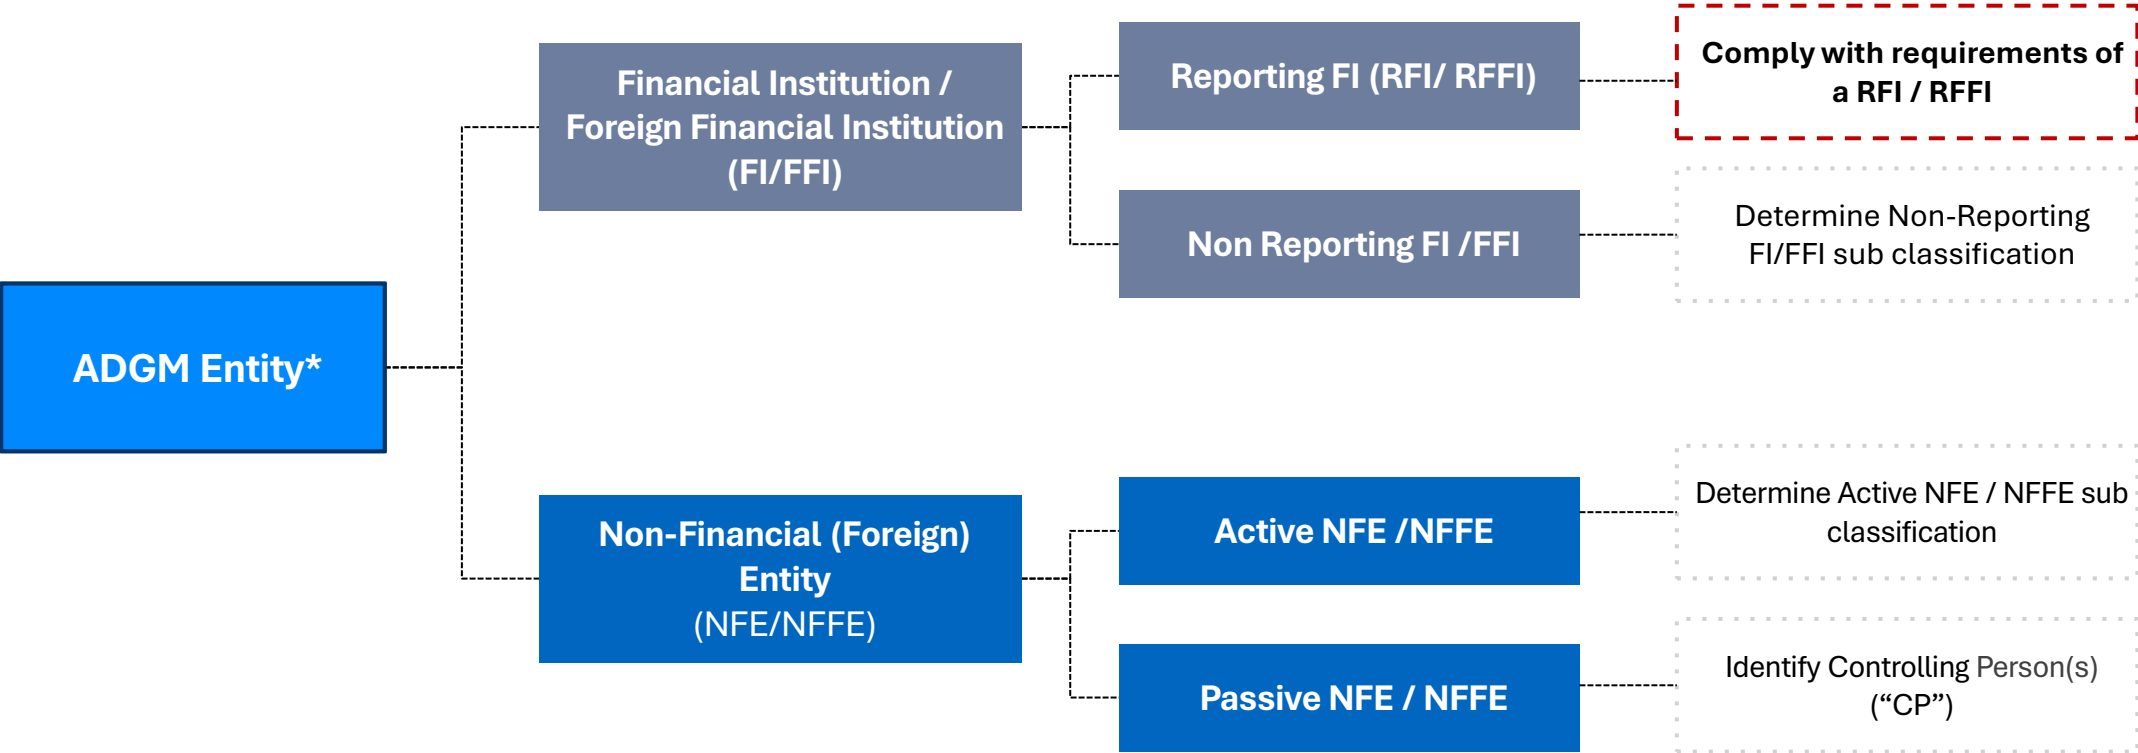 ADGM Entity*
Financial Institution /
Foreign Financial Institution
(FI/FFI)
Reporting FI (RFI/ RFFI)
Comply with requirements of
a RFI / RFFI
Non Reporting FI /FFI
Determine Non-Reporting
FI/FFI sub classification
Non-Financial (Foreign)
Entity
(NFE/NFFE)
Active NFE /NFFE
Determine Active NFE / NFFE sub
classification
Passive NFE / NFFE
Identify Controlling Person(s)
(“CP”)